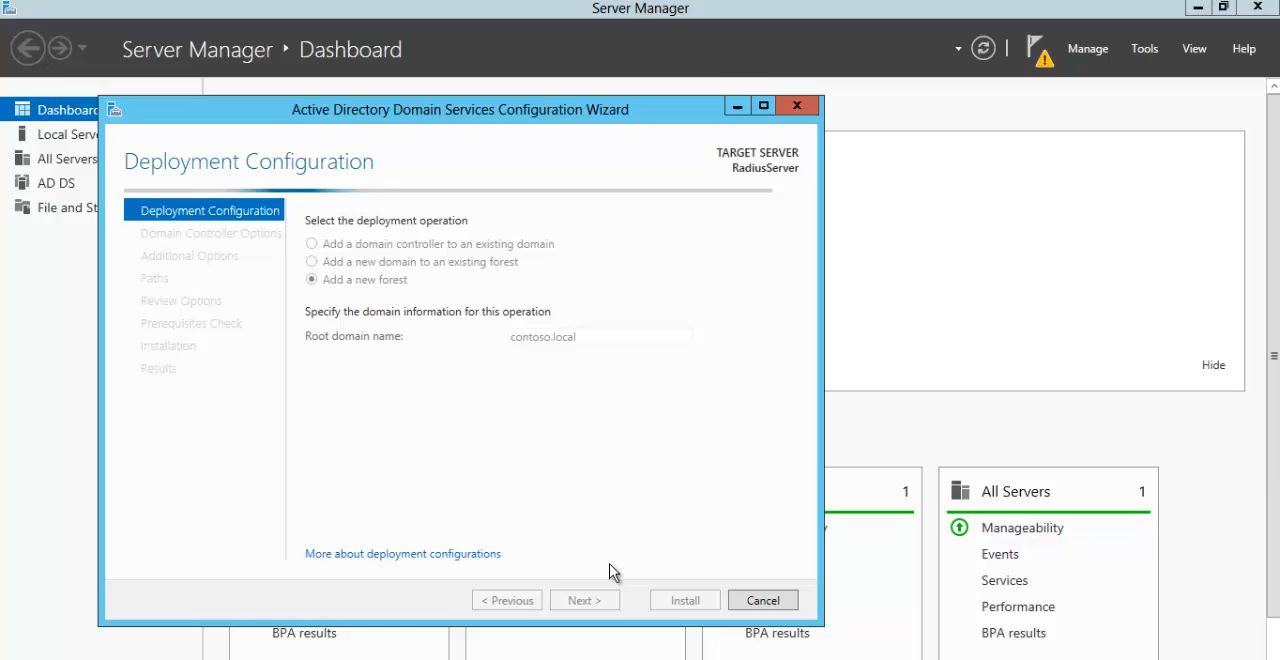 Server Manager
Server Manager ‣ Dashboard
Manage Tools View Help
Dashboard
Local Serv
All Servers
AD DS
File and St
Active Directory Domain Services Configuration Wizard
Deployment Configuration
TARGET SERVER
RadiusServer
Deployment Configuration
Domain Controller Options
Additional Options
Paths
Review Options
Prerequisites Check
Installation
Results
Select the deployment operation
Add a domain controller to an existing domain
Add a new domain to an existing forest
Add a new forest
Specify the domain information for this operation
Root domain name: contoso.local
More about deployment configurations
< Previous Next > Install Cancel
Hide
1
All Servers 1
Manageability
Events
Services
Performance
BPA results
BPA results
BPA results